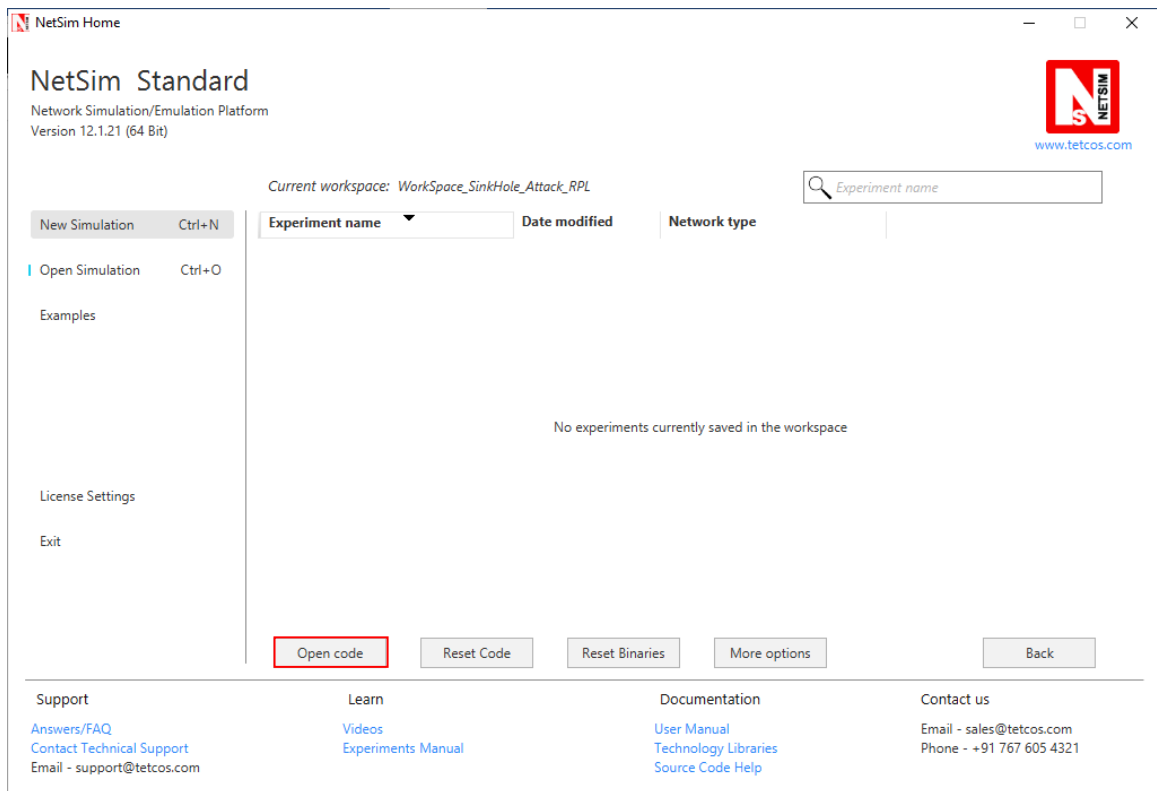 NetSim Home
NetSim Standard
Network Simulation/Emulation Platform
Version 12.1.21 (64 Bit)
NETSIM
NS
www.tetcos.com
Current workspace: WorkSpace_SinkHole_Attack_RPL
Experiment name
New Simulation Ctrl+N
Experiment name Date modified Network type
Open Simulation Ctrl+O
Examples
No experiments currently saved in the workspace
License Settings
Exit
Open code Reset Code Reset Binaries More options Back
Support Learn Documentation Contact us
Answers/FAQ Videos User Manual Email - sales@tetcos.com
Contact Technical Support Experiments Manual Technology Libraries Phone - +91 767 605 4321
Email - support@tetcos.com Source Code Help